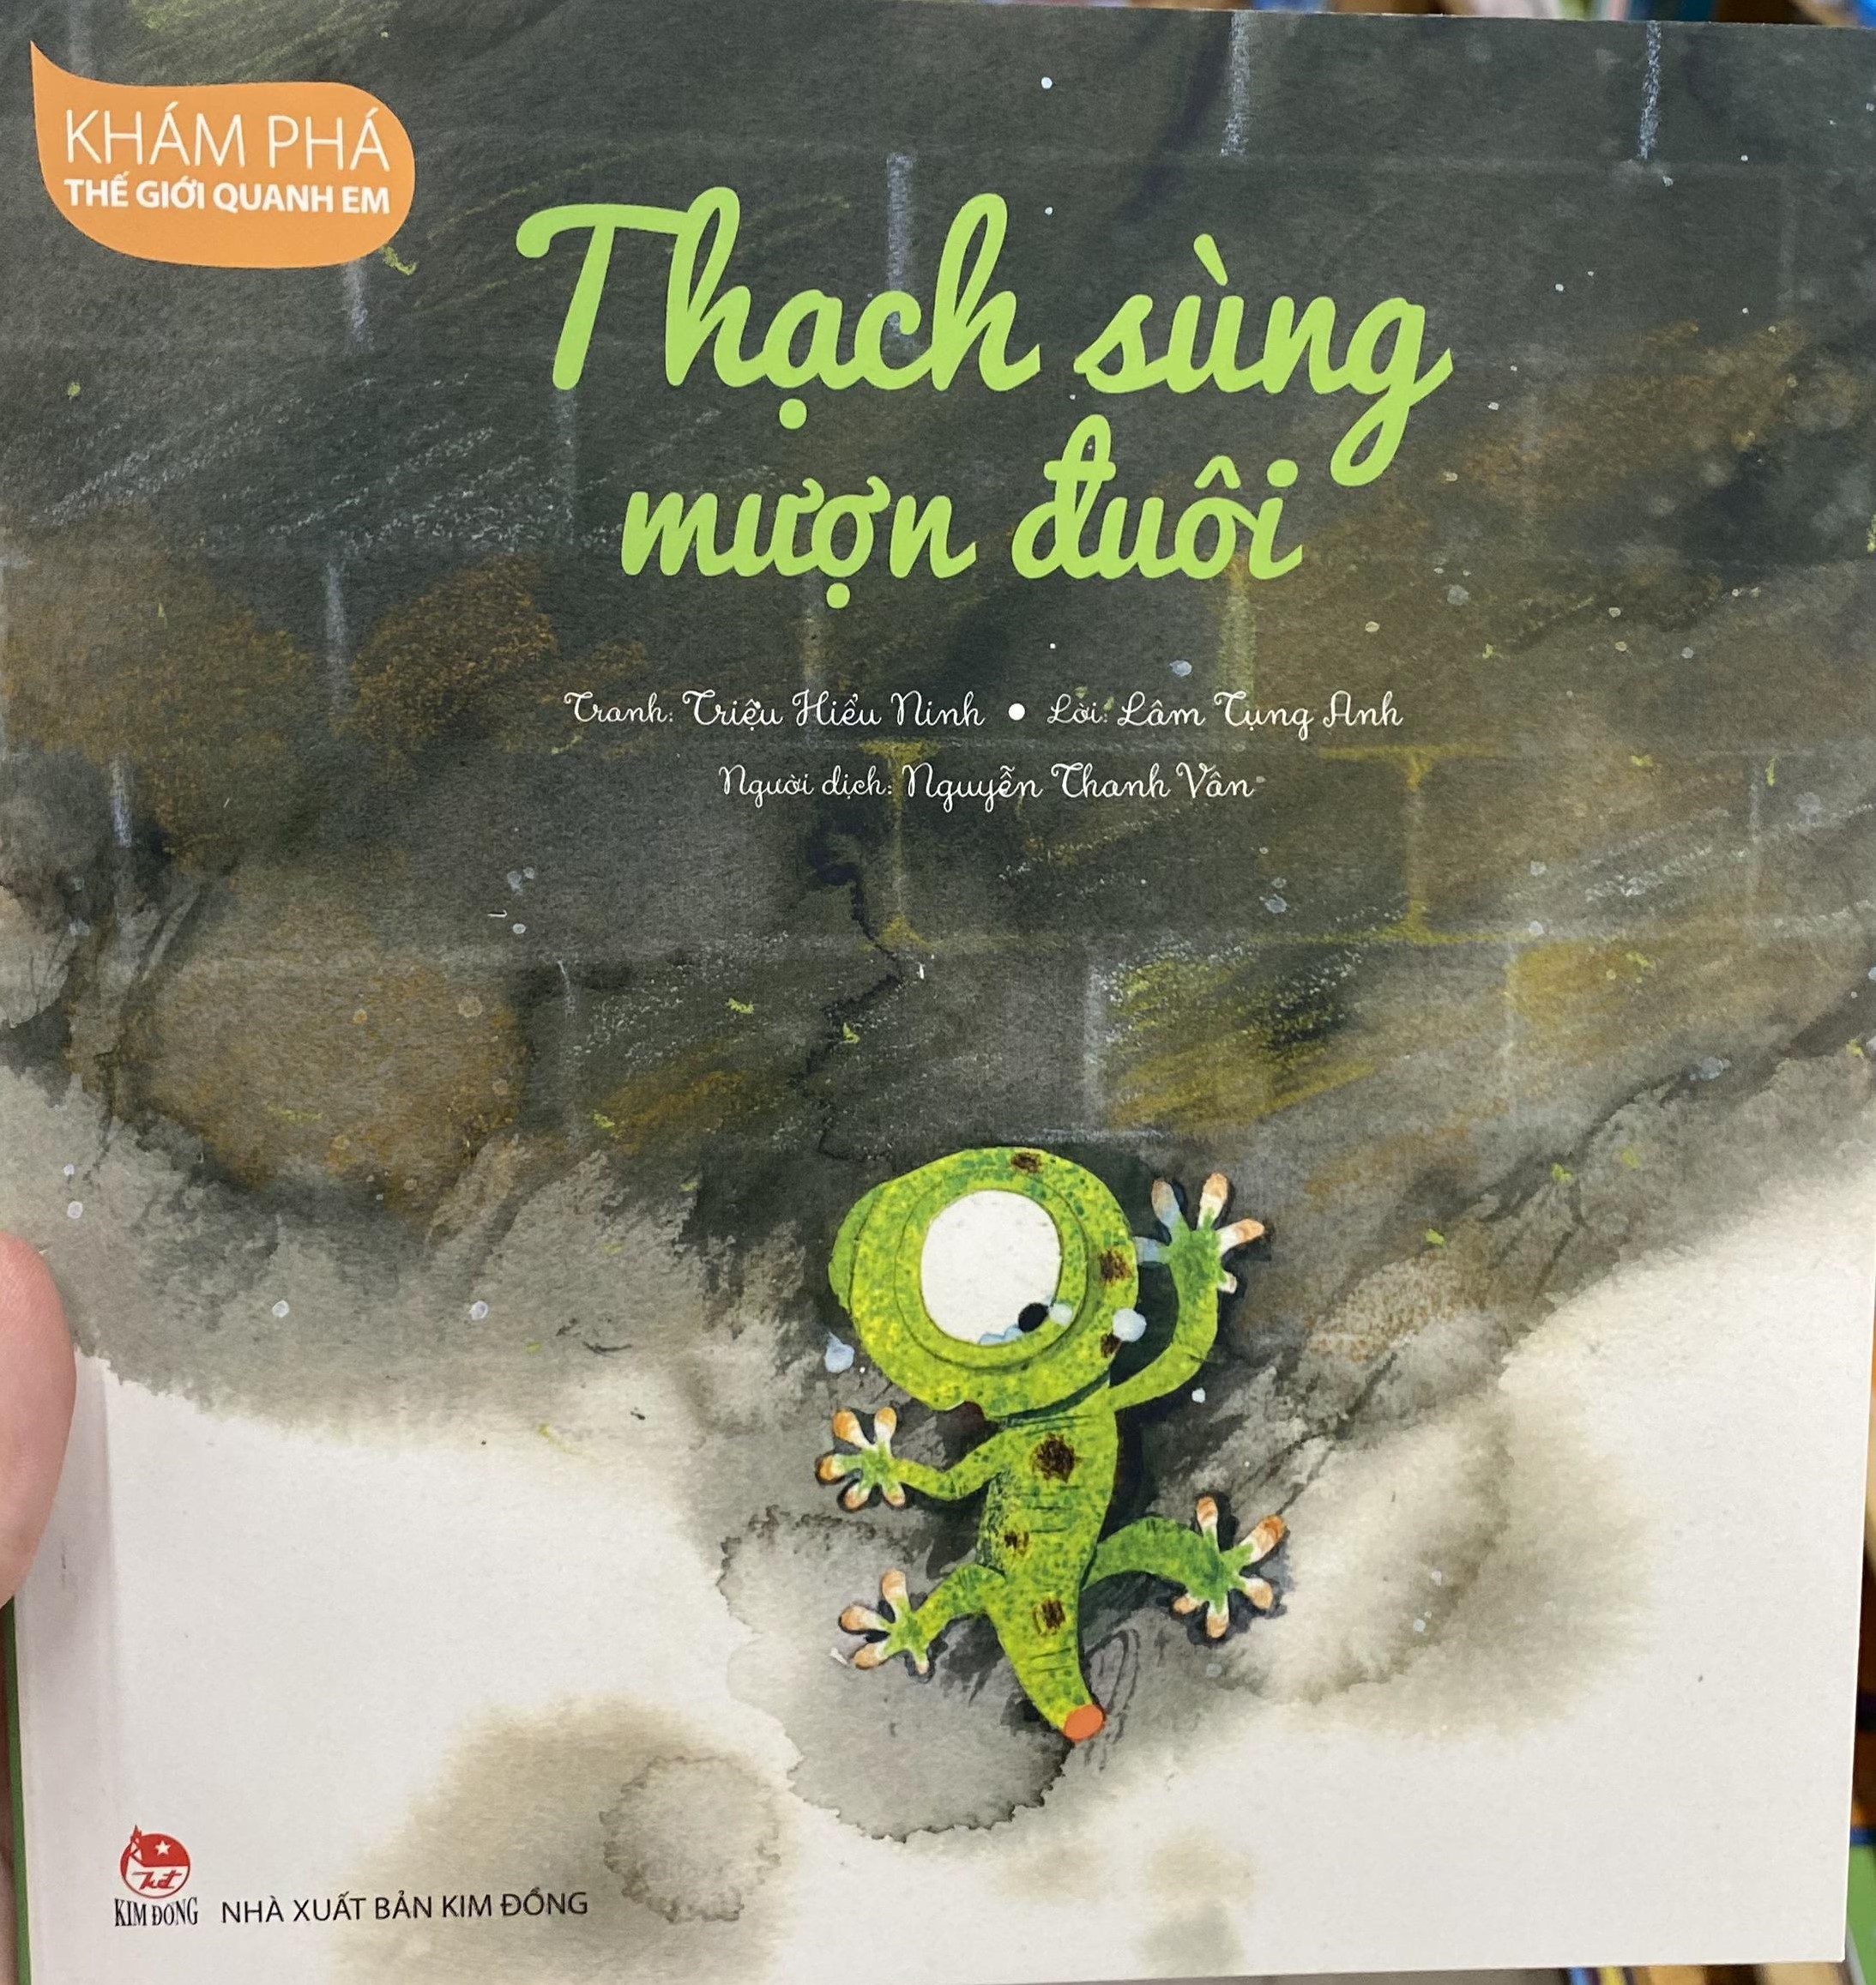 KHÁM PHÁ
THẾ GIỚI QUANH EM
Thạch sùng
mượn đuôi
Tranh: Triệu Hiểu Ninh • Lời: Lâm Tụng Anh
Người dịch: Nguyễn Thanh Vân
KIM ĐỒNG NHÀ XUẤT BẢN KIM ĐỒNG